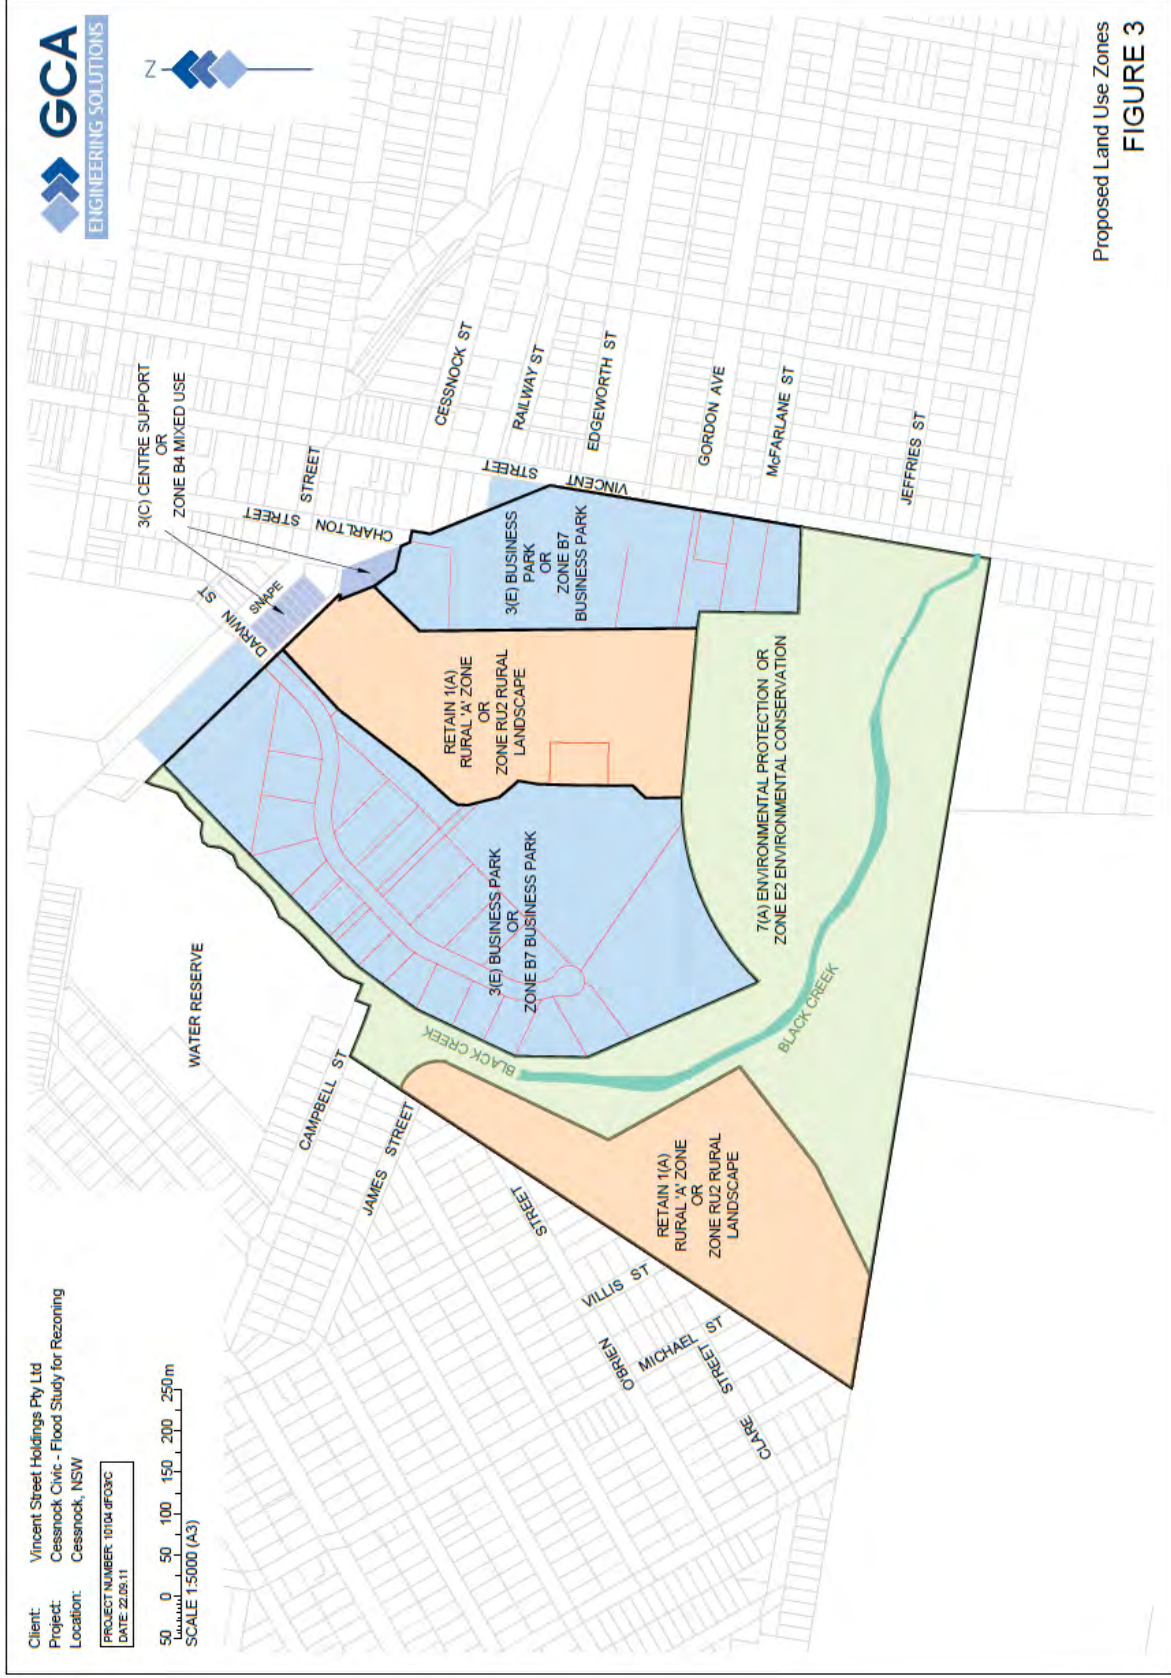 Client: Vincent Street Holdings Pty Ltd
Project: Cessnock Civic - Flood Study for Rezoning
Location: Cessnock, NSW
PROJECT NUMBER: 10104 dF03rC
DATE: 22.09.11
50 0 50 100 150 200 250m
SCALE 1:5000 (A3)
GCA
ENGINEERING SOLUTIONS
Z
WATER RESERVE
CAMPBELL ST
JAMES STREET
STREET
O'BRIEN
VILLIS ST
MICHAEL ST
CLARE STREET
DARWIN ST
SNAPE
STREET
CHARLTON STREET
3(C) CENTRE SUPPORT
OR
ZONE B4 MIXED USE
CESSNOCK ST
RAILWAY ST
EDGEWORTH ST
VINCENT STREET
GORDON AVE
McFARLANE ST
JEFFRIES ST
3(E) BUSINESS
PARK
OR
ZONE B7
BUSINESS PARK
RETAIN 1(A)
RURAL 'A' ZONE
OR
ZONE RU2 RURAL
LANDSCAPE
3(E) BUSINESS PARK
OR
ZONE B7 BUSINESS PARK
7(A) ENVIRONMENTAL PROTECTION OR
ZONE E2 ENVIRONMENTAL CONSERVATION
BLACK CREEK
BLACK CREEK
RETAIN 1(A)
RURAL 'A' ZONE
OR
ZONE RU2 RURAL
LANDSCAPE
Proposed Land Use Zones
FIGURE 3